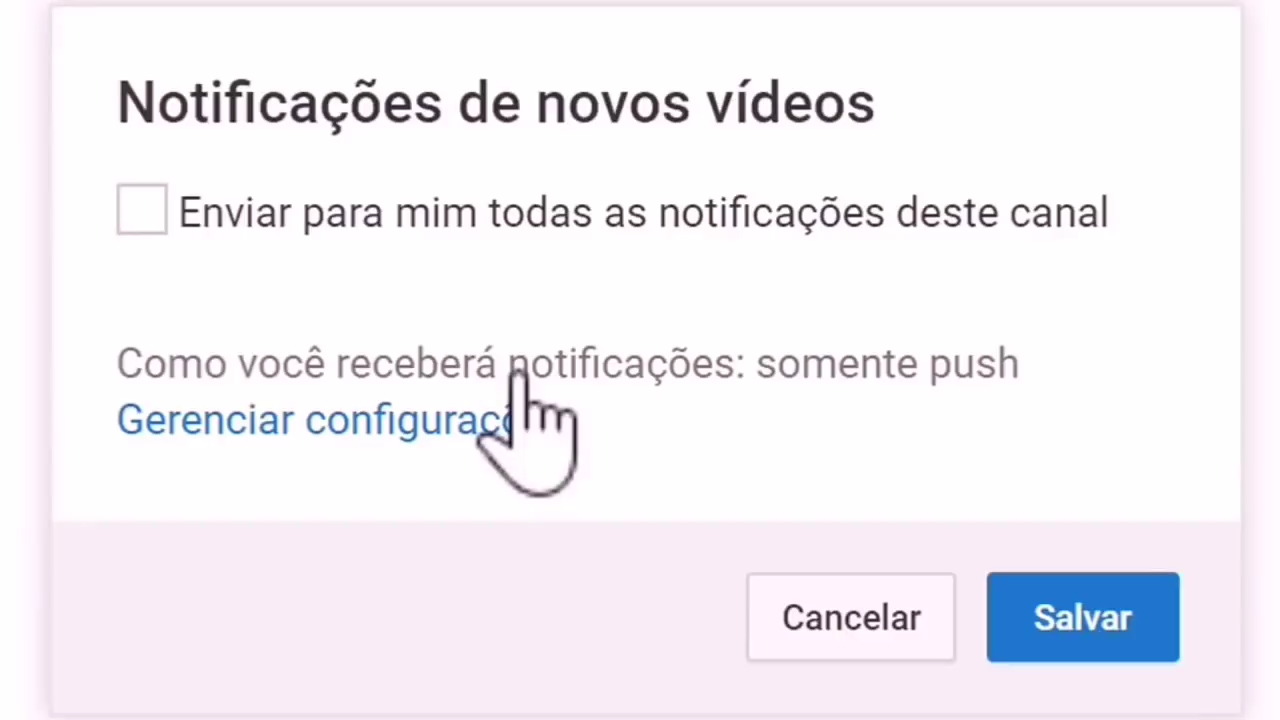 Notificações de novos vídeos
Enviar para mim todas as notificações deste canal
Como você receberá notificações: somente push
Gerenciar
Cancelar
Salvar